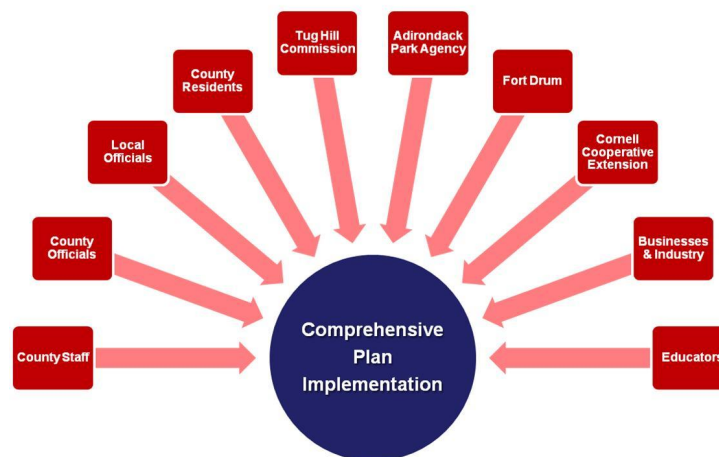 Tug Hill
Commission
Adirondack
Park Agency
County
Residents
Fort Drum
Local
Officials
Cornell
Cooperative
Extension
County
Officials
Businesses
& Industry
County Staff
Comprehensive
Plan
Implementation
Educators